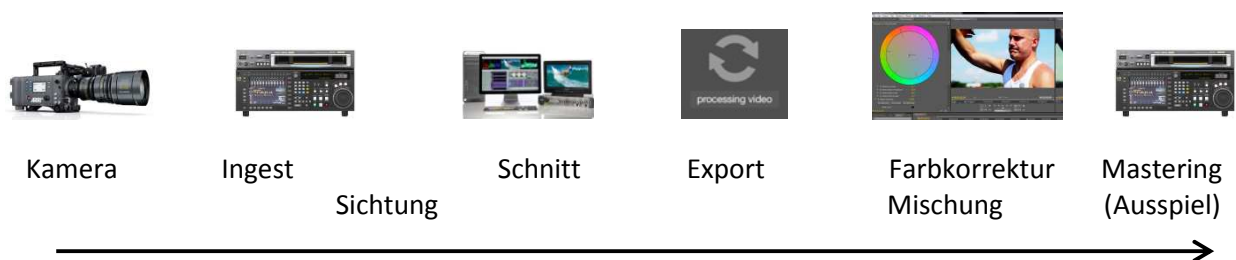 processing video
Kamera Ingest Schnitt Export Farbkorrektur Mastering
Sichtung Mischung (Ausspiel)